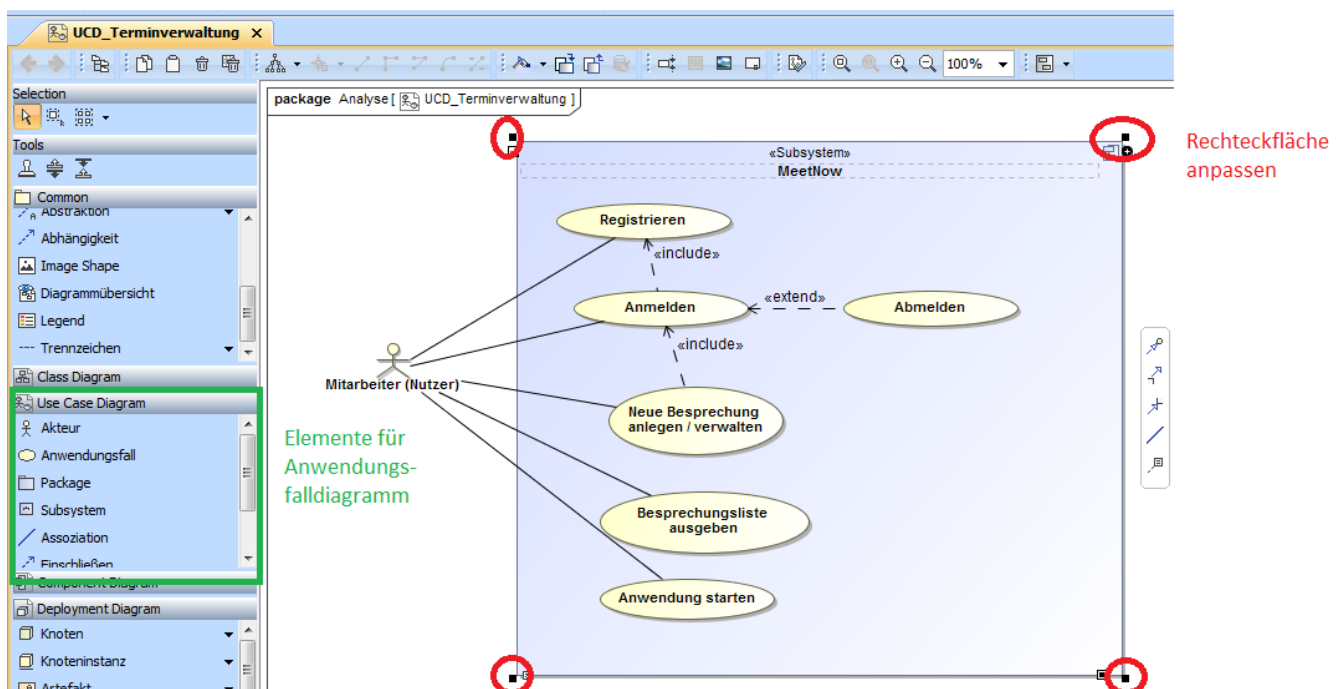 UCD_Terminverwaltung
100%
Selection
Tools
Common
Abstraktion
Abhängigkeit
Image Shape
Diagrammübersicht
Legend
Trennzeichen
Class Diagram
Use Case Diagram
Akteur
Anwendungsfall
Package
Subsystem
Assoziation
Einschließen
Component Diagram
Deployment Diagram
Knoten
Knoteninstanz
Artefakt
package Analyse[ UCD_Terminverwaltung ]
«Subsystem»
MeetNow
Registrieren
«include»
Anmelden
«extend»
Abmelden
«include»
Mitarbeiter (Nutzer)
Neue Besprechung
anlegen / verwalten
Besprechungsliste
ausgeben
Anwendung starten
Elemente für
Anwendungs-
falldiagramm
Rechteckfläche
anpassen